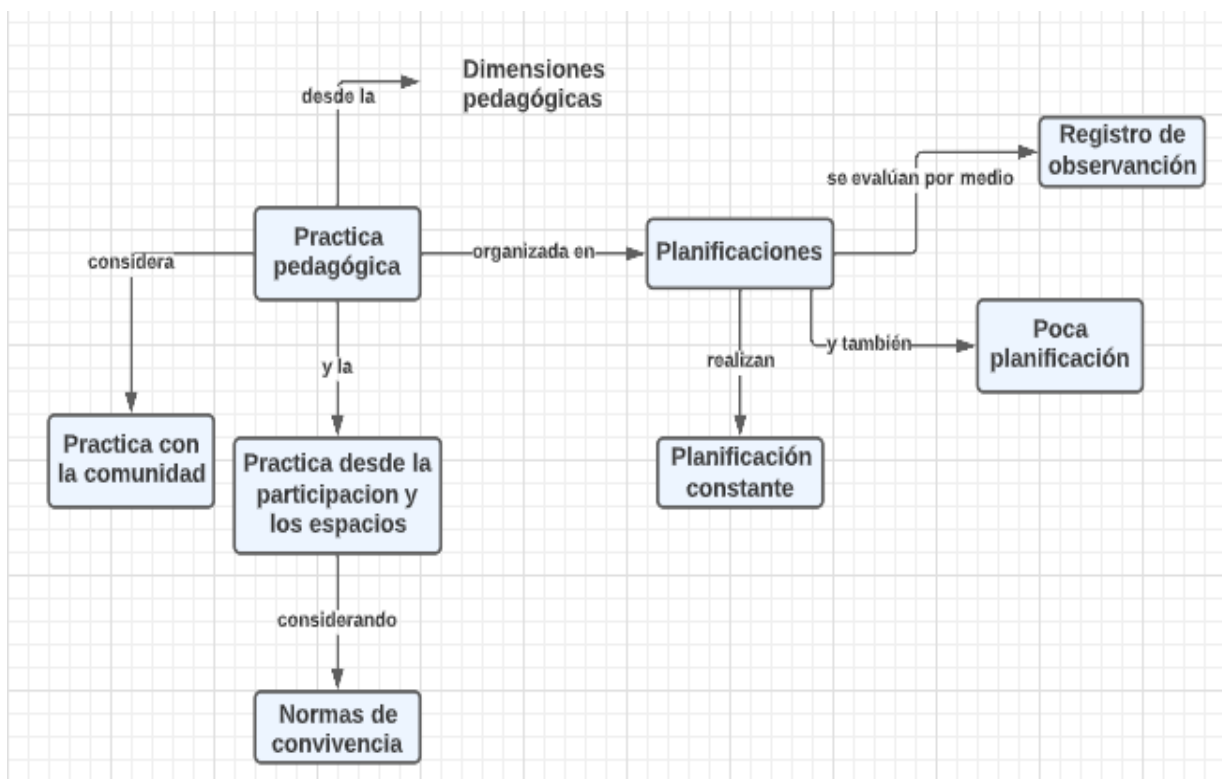 Dimensiones
pedagógicas
desde la
Registro de
observanción
se evalúan por medio
Practica
pedagógica
organizada en
Planificaciones
considera
Poca
planificación
y también
realizan
y la
Practica con
la comunidad
Practica desde la
participacion y
los espacios
Planificación
constante
considerando
Normas de
convivencia